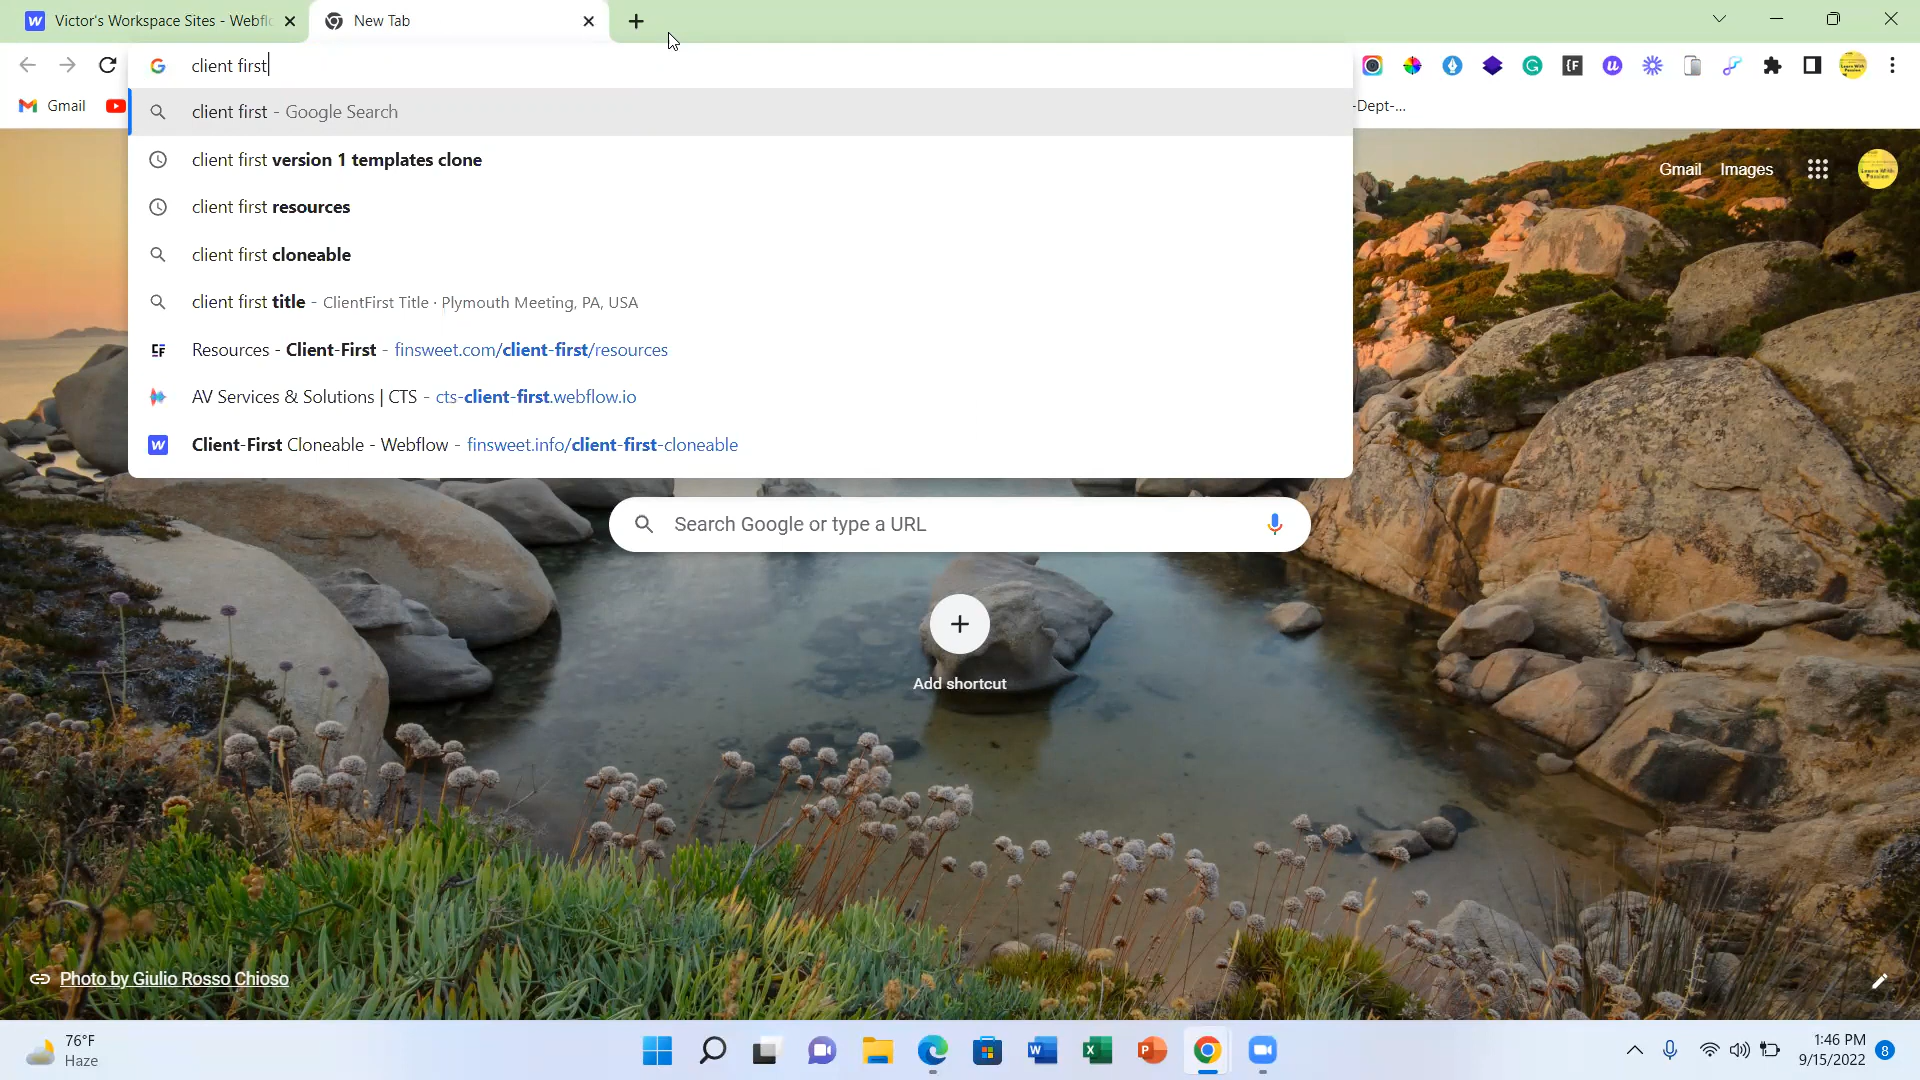 Victor's Workspace Sites - Webfl
New Tab
client first
Gmail
-Dept-...
client first - Google Search
client first version 1 templates clone
client first resources
client first cloneable
client first title - ClientFirst Title · Plymouth Meeting, PA, USA
Resources - Client-First - finsweet.com/client-first/resources
AV Services & Solutions | CTS - cts-client-first.webflow.io
Client-First Cloneable - Webflow - finsweet.info/client-first-cloneable
Gmail Images
Search Google or type a URL
Add shortcut
Photo by Giulio Rosso Chioso
76°F
Haze
1:46 PM
9/15/2022
8